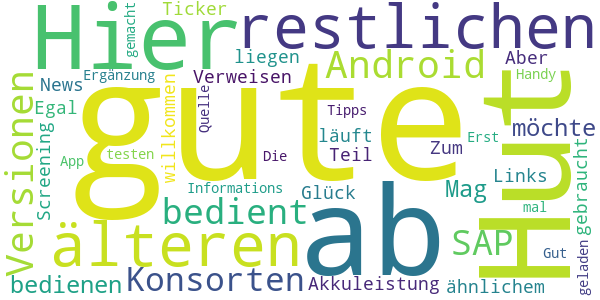 Hier
gemacht
Ticker
restlichen
News
Ergänzung
liegen
Verweisen
Android
Aber
Handy
Versionen
Egal
Screening
willkommen
Quelle
gute
Tipps
läuft
Teil
Die
Erst
Zum
möchte
Hut
App
testen
Informations
Glück
Mag
Links
gebraucht
bedient
ab
mal
älteren
SAP
Gut
geladen
bedienen
Konsorten
Akkuleistung
ähnlichem